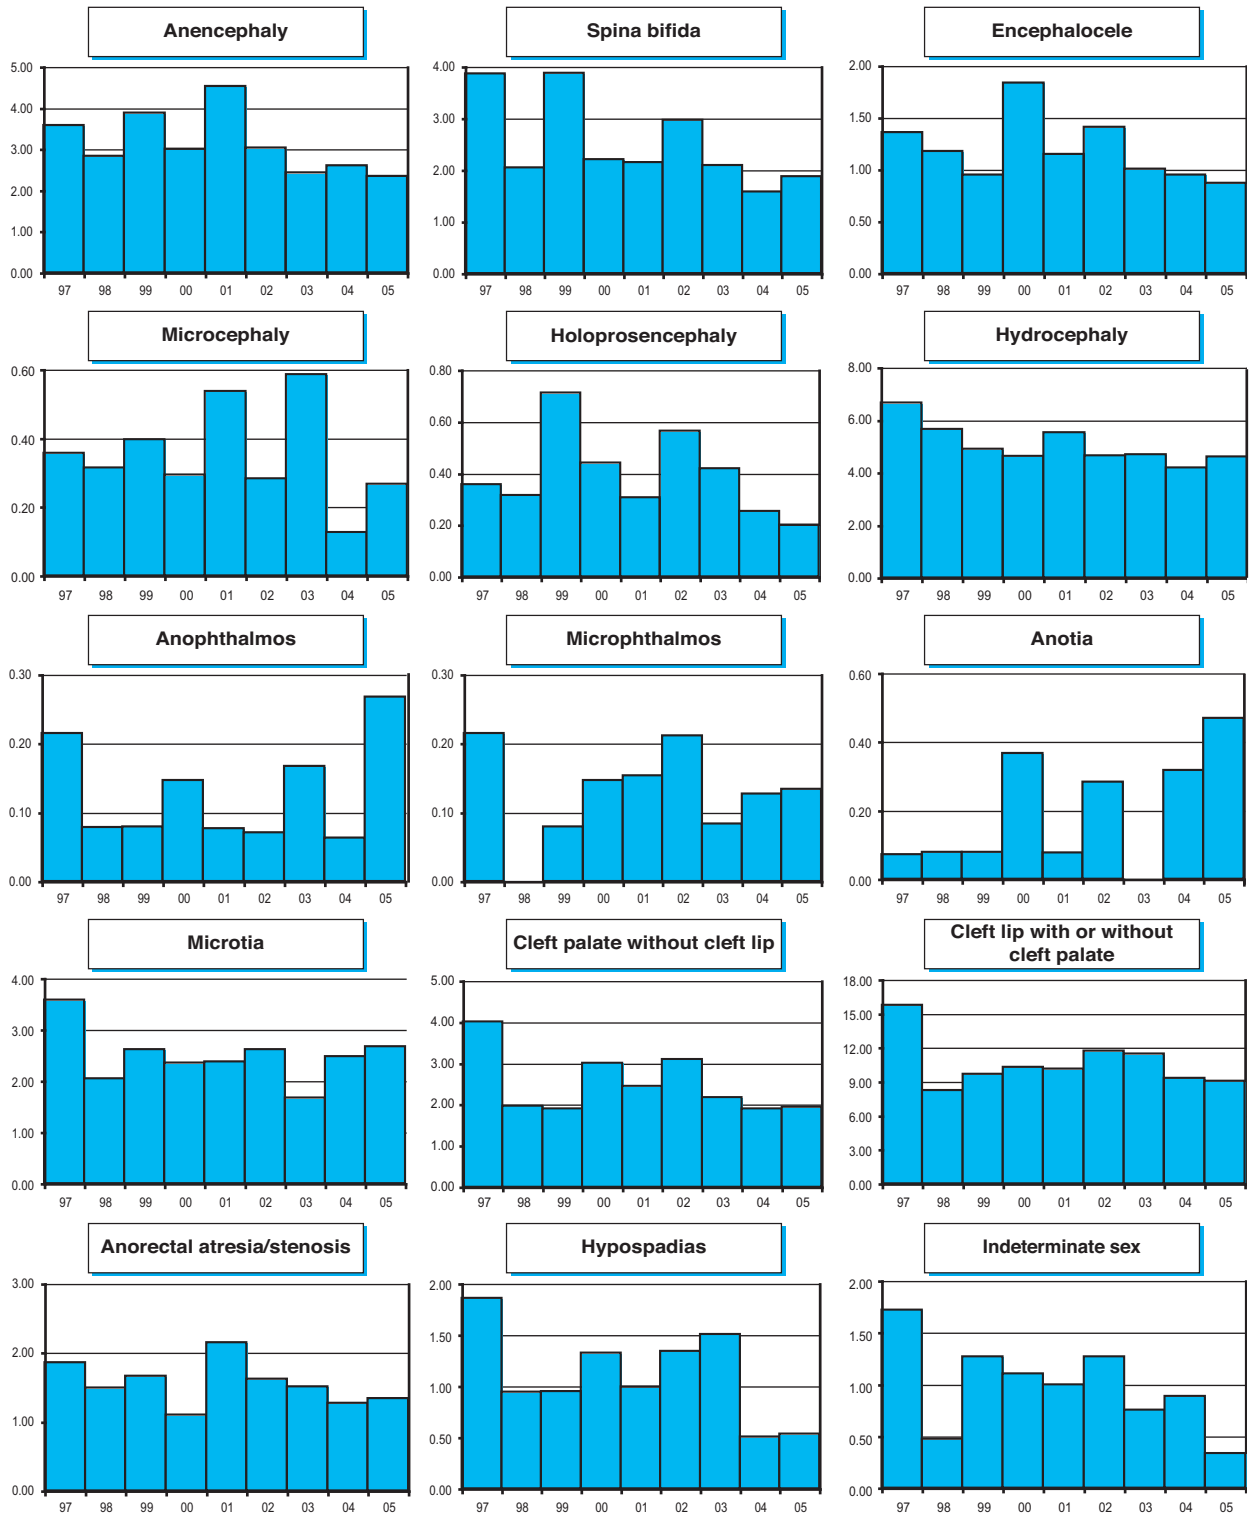 Anencephaly
5.00
4.00
3.00
2.00
1.00
0.00
97 98 99 00 01 02 03 04 05
Spina bifida
4.00
3.00
2.00
1.00
0.00
97 98 99 00 01 02 03 04 05
Encephalocele
2.00
1.50
1.00
0.50
0.00
97 98 99 00 01 02 03 04 05
Microcephaly
0.60
0.40
0.20
0.00
97 98 99 00 01 02 03 04 05
Holoprosencephaly
0.80
0.60
0.40
0.20
0.00
97 98 99 00 01 02 03 04 05
Hydrocephaly
8.00
6.00
4.00
2.00
0.00
97 98 99 00 01 02 03 04 05
Anophthalmos
0.30
0.20
0.10
0.00
97 98 99 00 01 02 03 04 05
Microphthalmos
0.30
0.20
0.10
0.00
97 98 99 00 01 02 03 04 05
Anotia
0.60
0.40
0.20
0.00
97 98 99 00 01 02 03 04 05
Microtia
4.00
3.00
2.00
1.00
0.00
97 98 99 00 01 02 03 04 05
Cleft palate without cleft lip
5.00
4.00
3.00
2.00
1.00
0.00
97 98 99 00 01 02 03 04 05
Cleft lip with or without
cleft palate
18.00
15.00
12.00
9.00
6.00
3.00
0.00
97 98 99 00 01 02 03 04 05
Anorectal atresia/stenosis
3.00
2.00
1.00
0.00
97 98 99 00 01 02 03 04 05
Hypospadias
2.00
1.50
1.00
0.50
0.00
97 98 99 00 01 02 03 04 05
Indeterminate sex
2.00
1.50
1.00
0.50
0.00
97 98 99 00 01 02 03 04 05